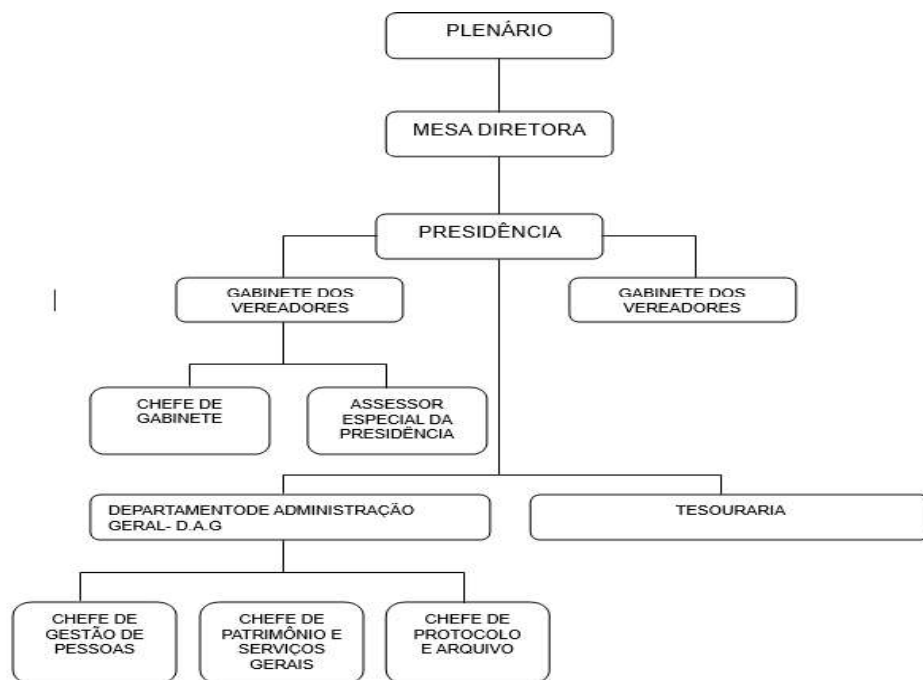 PLENÁRIO
MESA DIRETORA
PRESIDÊNCIA
GABINETE DOS
VEREADORES
GABINETE DOS
VEREADORES
CHEFE DE
GABINETE
ASSESSOR
ESPECIAL DA
PRESIDÊNCIA
DEPARTAMENTODE ADMINISTRAÇÃO
GERAL- D.A.G
TESOURARIA
CHEFE DE
GESTÃO DE
PESSOAS
CHEFE DE
PATRIMÔNIO E
SERVIÇOS
GERAIS
CHEFE DE
PROTOCOLO
E ARQUIVO